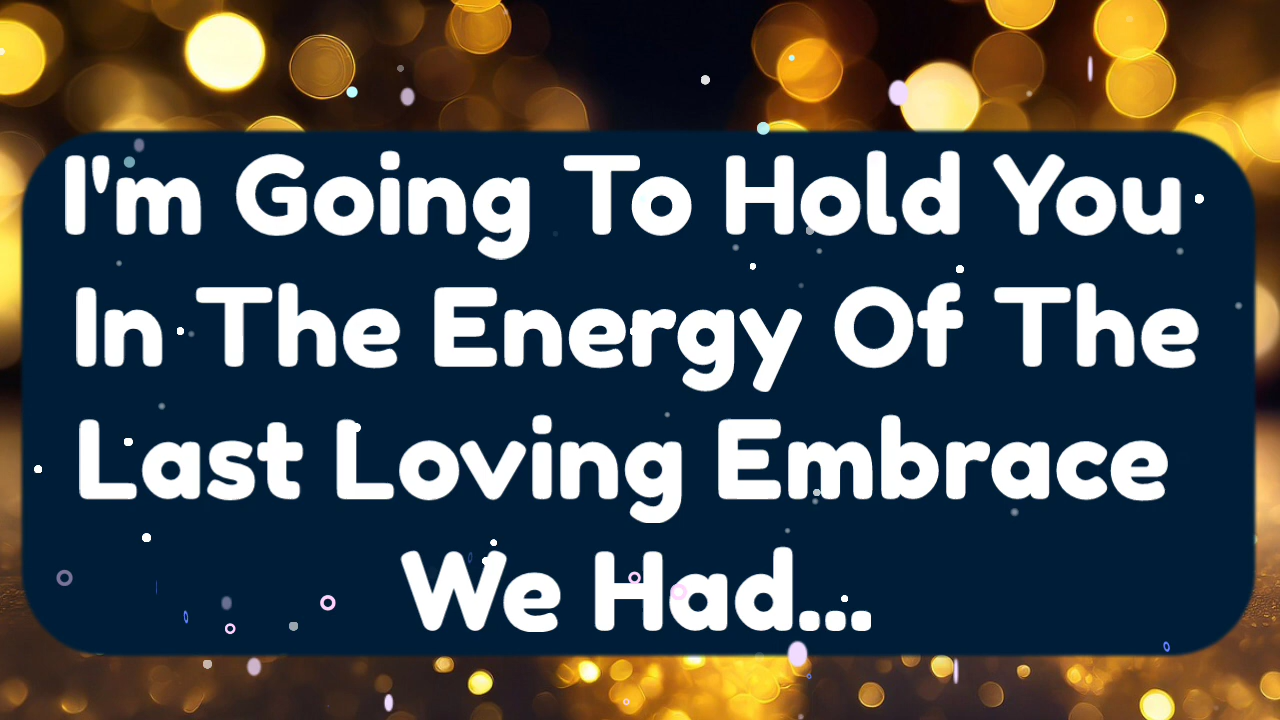 I'm Going To Hold You
In The Energy Of The
Last Loving Embrace
We Had...